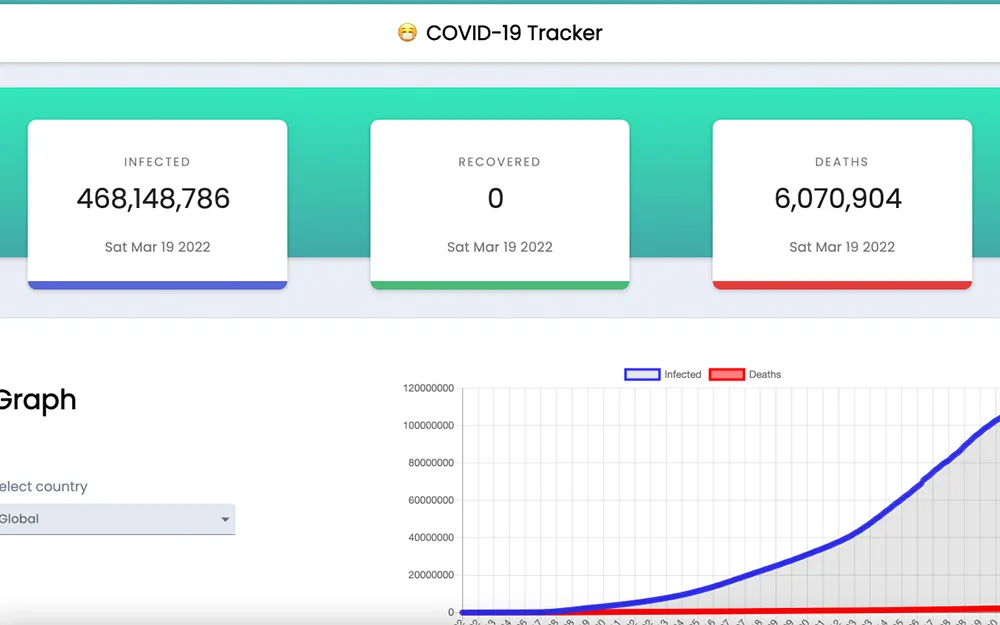 😷 COVID-19 Tracker
INFECTED
468,148,786
Sat Mar 19 2022
RECOVERED
0
Sat Mar 19 2022
DEATHS
6,070,904
Sat Mar 19 2022
Graph
elect country
Global
Infected Deaths
120000000
100000000
80000000
60000000
40000000
20000000
0